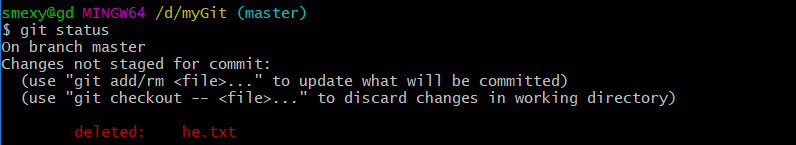 smexy@gd MINGW64 /d/myGit (master)
$ git status
On branch master
Changes not staged for commit:
  (use "git add/rm <file>..." to update what will be committed)
  (use "git checkout -- <file>..." to discard changes in working directory)
        deleted:    he.txt